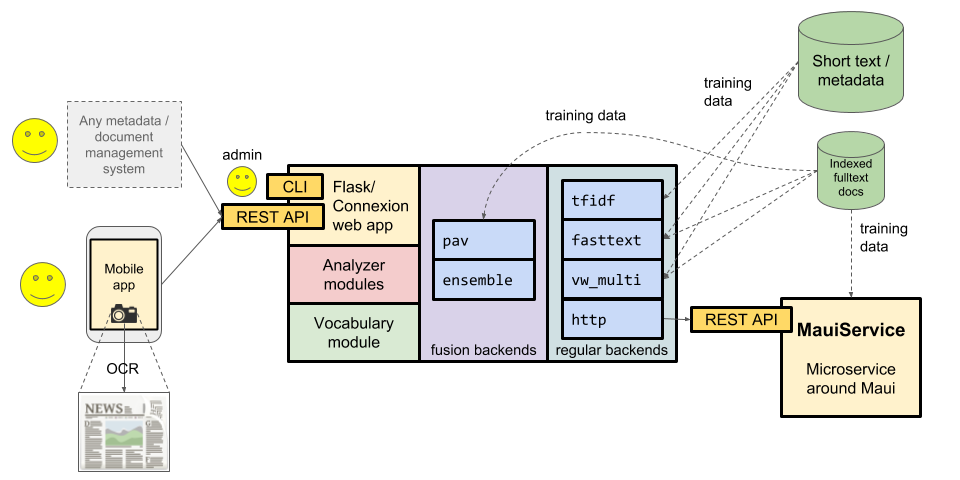 Short text /
metadata
training
data
training data
Any metadata /
document
management
system
admin
Indexed
fulltext
docs
CLI
REST API
Flask/
Connexion
web app
tfidf
fasttext
vw_multi
http
pav
ensemble
training
data
Analyzer
modules
Mobile
app
Vocabulary
module
fusion backends
regular backends
REST API
MauiService
Microservice
around Maui
OCR
NEWS